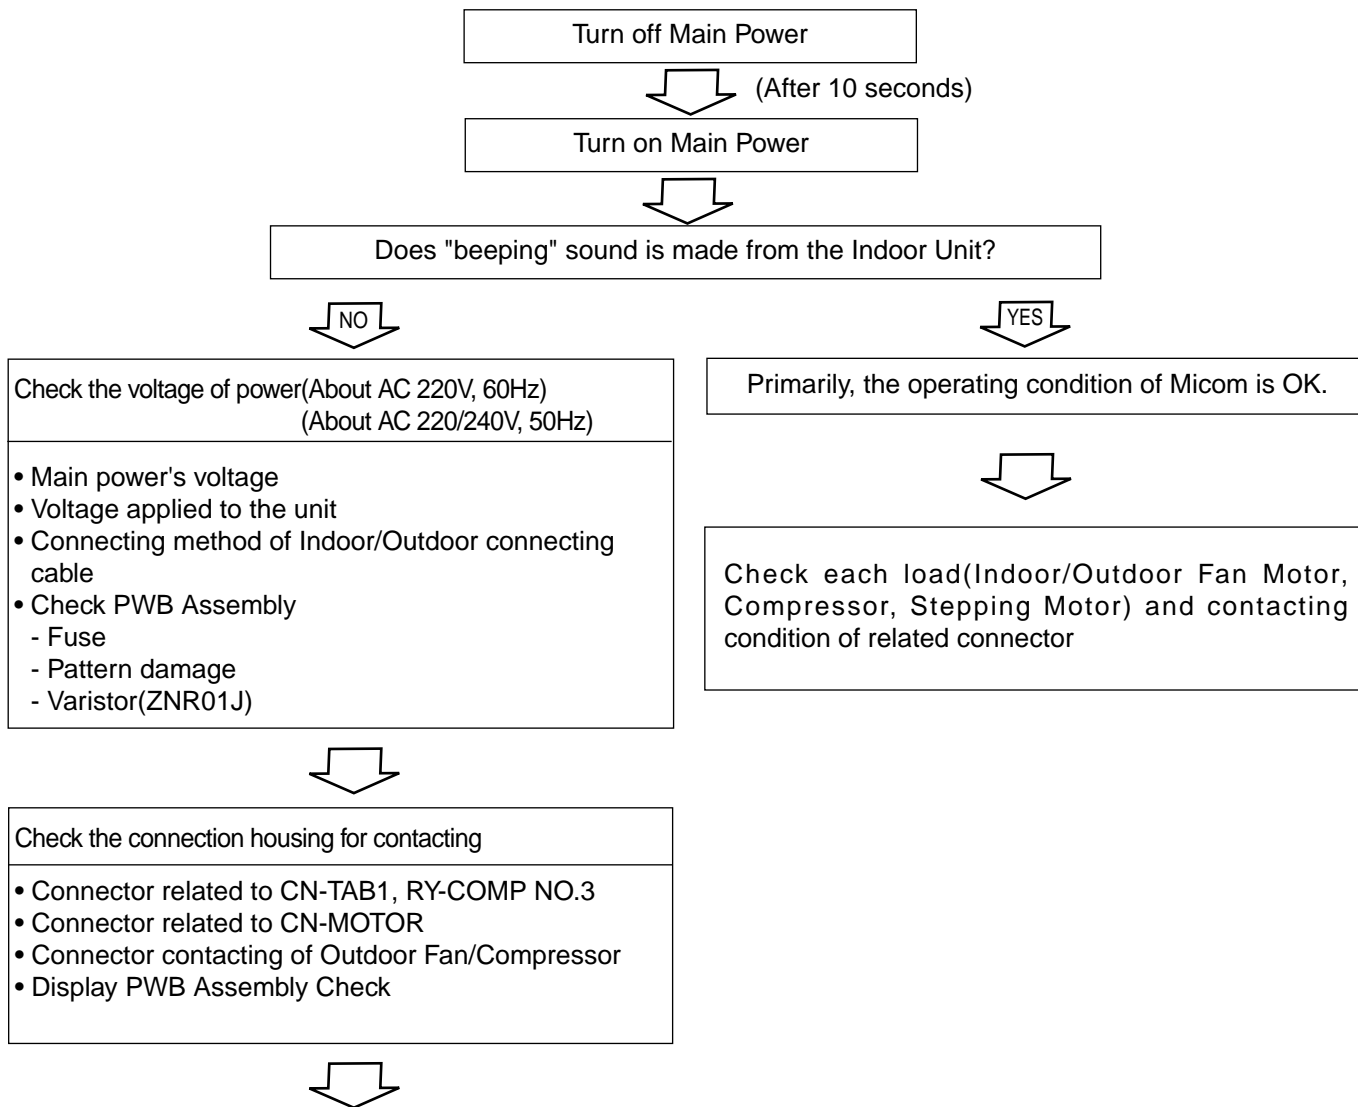 Turn off Main Power
(After 10 seconds)
Turn on Main Power
Does "beeping" sound is made from the Indoor Unit?
NO
YES
Check the voltage of power(About AC 220V, 60Hz)
(About AC 220/240V, 50Hz)
• Main power's voltage
• Voltage applied to the unit
• Connecting method of Indoor/Outdoor connecting
cable
• Check PWB Assembly
- Fuse
- Pattern damage
- Varistor(ZNR01J)
Primarily, the operating condition of Micom is OK.
Check each load(Indoor/Outdoor Fan Motor,
Compressor, Stepping Motor) and contacting
condition of related connector
Check the connection housing for contacting
• Connector related to CN-TAB1, RY-COMP NO.3
• Connector related to CN-MOTOR
• Connector contacting of Outdoor Fan/Compressor
• Display PWB Assembly Check